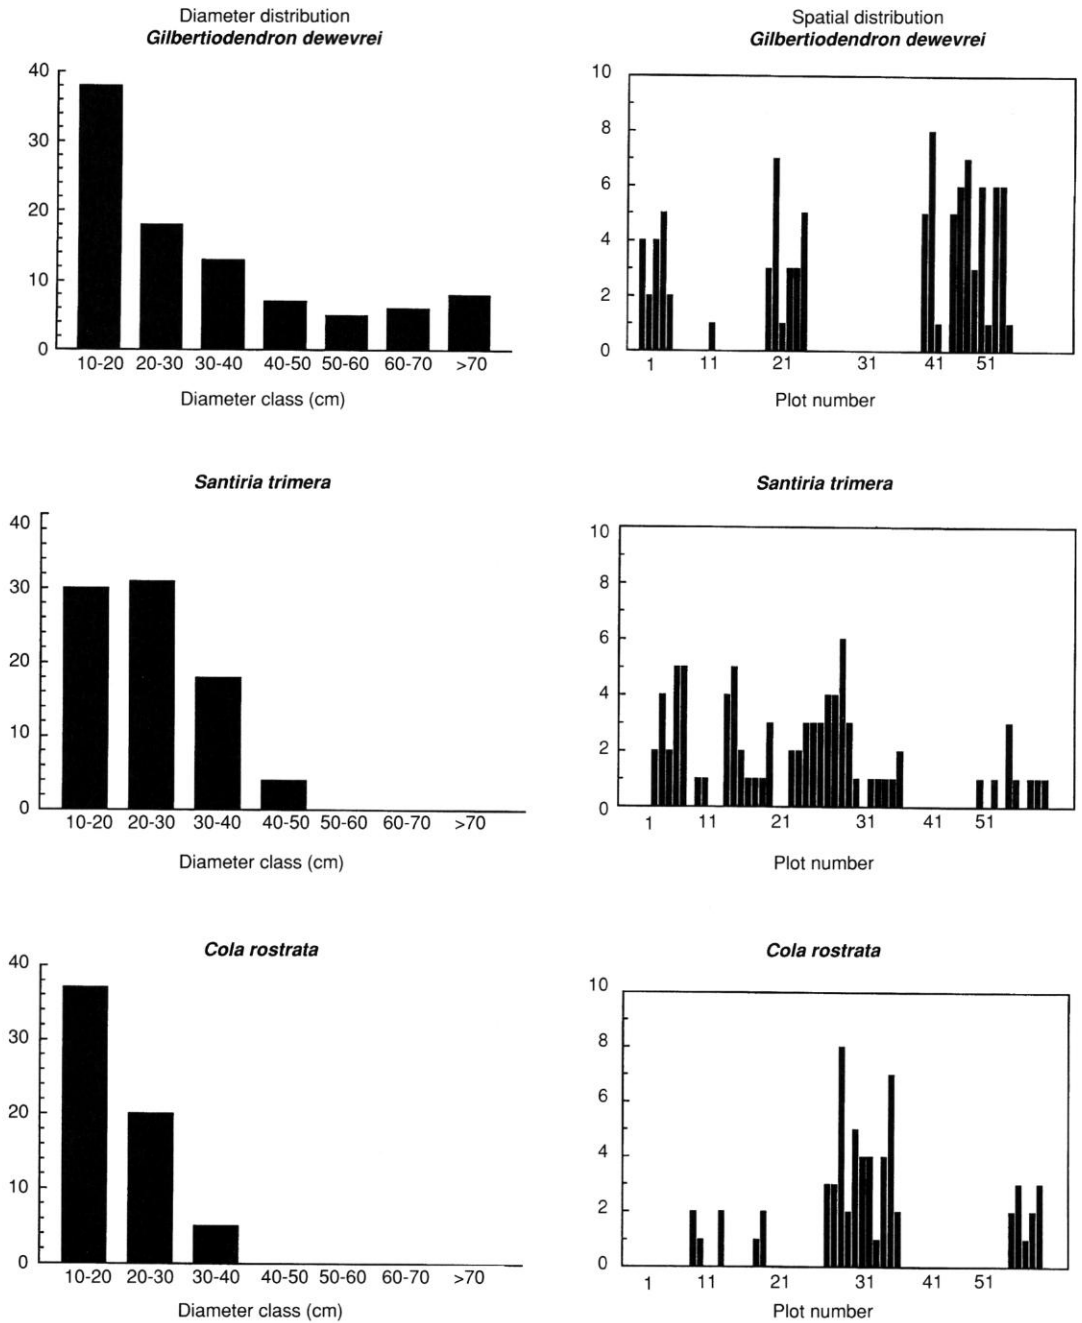 Diameter distribution
Gilbertiodendron dewevrei
40
30
20
10
0
10-20 20-30 30-40 40-50 50-60 60-70 >70
Diameter class (cm)
Spatial distribution
Gilbertiodendron dewevrei
10
8
6
4
2
0
1 11 21 31 41 51
Plot number
Santiria trimera
40
30
20
10
0
10-20 20-30 30-40 40-50 50-60 60-70 >70
Diameter class (cm)
Santiria trimera
10
8
6
4
2
0
1 11 21 31 41 51
Plot number
Cola rostrata
40
30
20
10
0
10-20 20-30 30-40 40-50 50-60 60-70 >70
Diameter class (cm)
Cola rostrata
10
8
6
4
2
0
1 11 21 31 41 51
Plot number